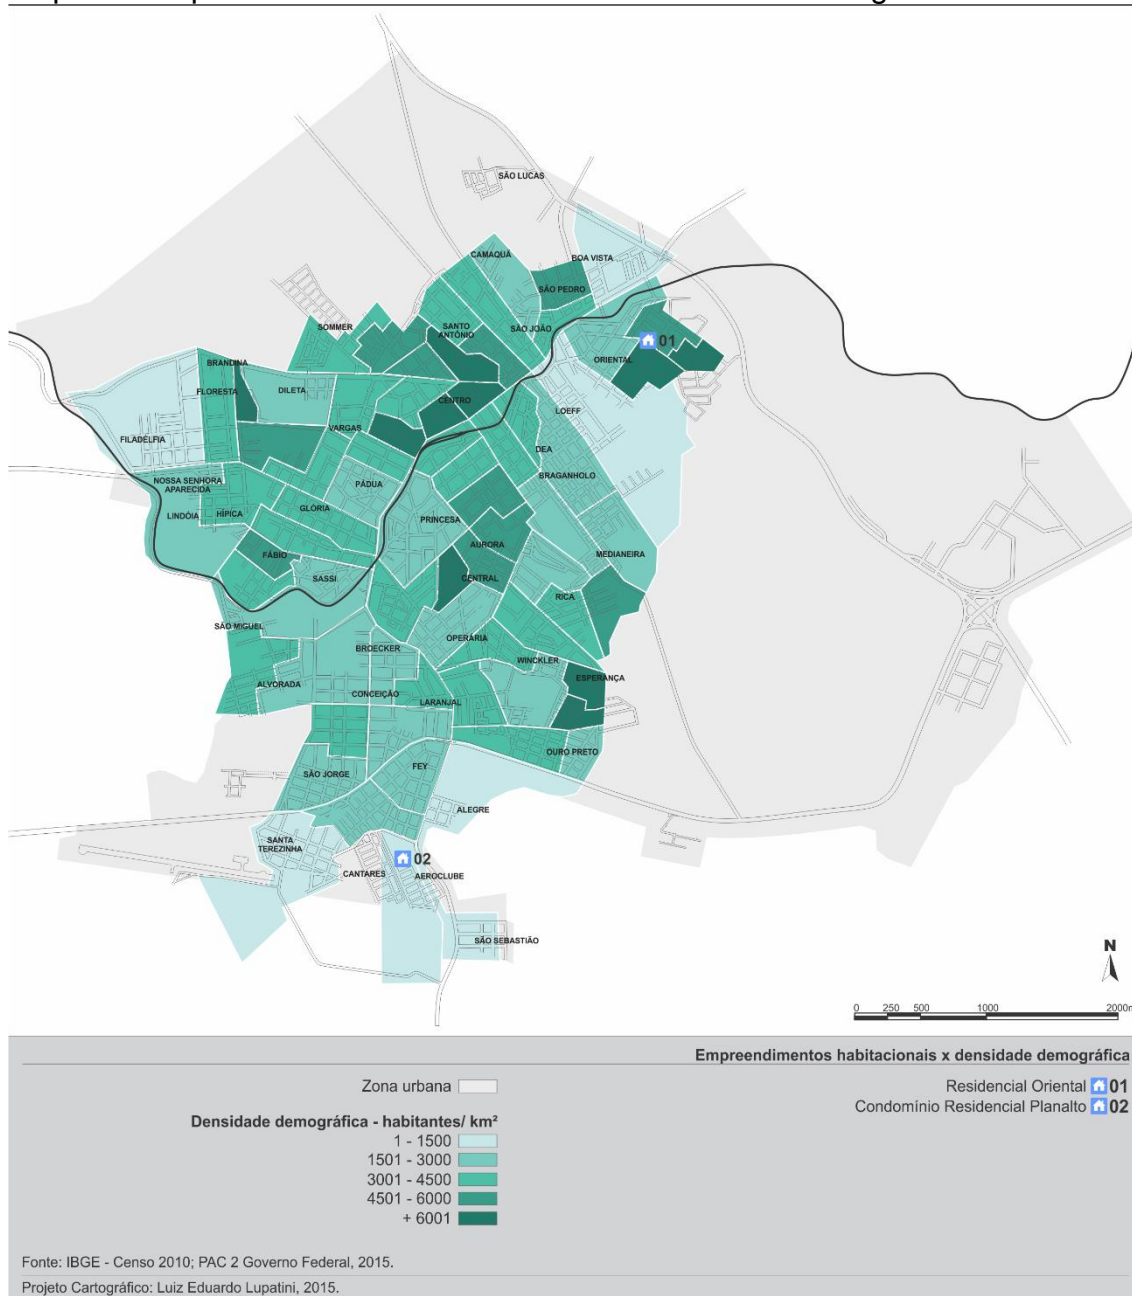 SÃO LUCAS
CAMAQUÃ
BOA VISTA
SÃO PEDRO
SOMMER
SANTO
ANTÔNIO
SÃO JOÃO
01
ORIENTAL
BRANDINA
FLORESTA
DILETA
CENTRO
LOEFF
VARGAS
FILADÉLFIA
DEA
BRAGANHOLO
NOSSA SENHORA
APARECIDA
PÁDUA
LINDÓIA
HÍPICA
GLÓRIA
PRINCESA
AURORA
FÁBIO
MEDIANEIRA
SASSI
CENTRAL
RICA
SÃO MIGUEL
OPERÁRIA
BROECKER
WINCKLER
ESPERANÇA
ALVORADA
CONCEIÇÃO
LARANJAL
OURO PRETO
FEY
SÃO JORGE
ALEGRE
SANTA
TEREZINHA
02
CANTARES
AEROCLUBE
SÃO SEBASTIÃO
N
0 250 500 1000 2000m
Empreendimentos habitacionais x densidade demográfica
Zona urbana
Residencial Oriental 01
Condomínio Residencial Planalto 02
Densidade demográfica - habitantes/ km²
1 - 1500
1501 - 3000
3001 - 4500
4501 - 6000
+ 6001
Fonte: IBGE - Censo 2010; PAC 2 Governo Federal, 2015.
Projeto Cartográfico: Luiz Eduardo Lupatini, 2015.